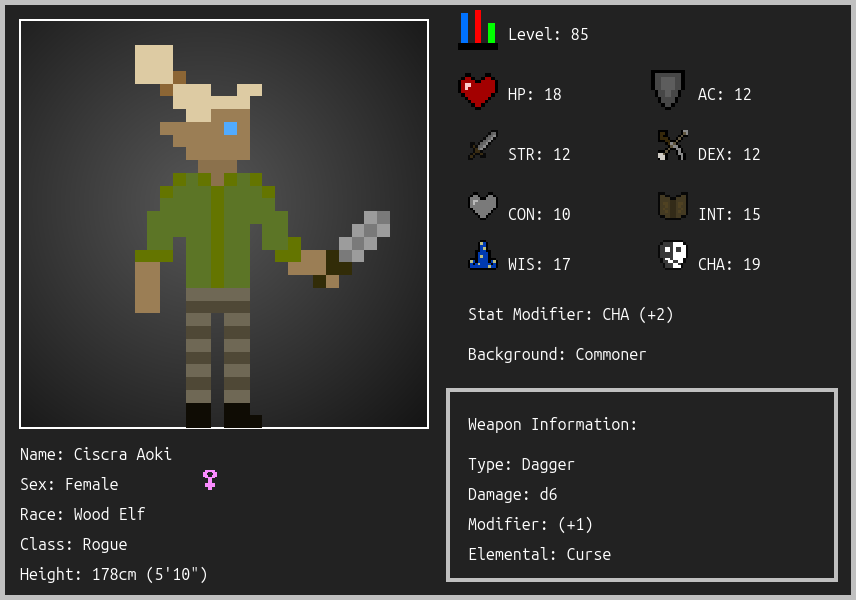 Level: 85
HP: 18
AC: 12
STR: 12
DEX: 12
CON: 10
INT: 15
WIS: 17
CHA: 19
Stat Modifier: CHA (+2)
Background: Commoner
Name: Ciscra Aoki
Sex: Female
Race: Wood Elf
Class: Rogue
Height: 178cm (5'10")
Weapon Information:
Type: Dagger
Damage: d6
Modifier: (+1)
Elemental: Curse